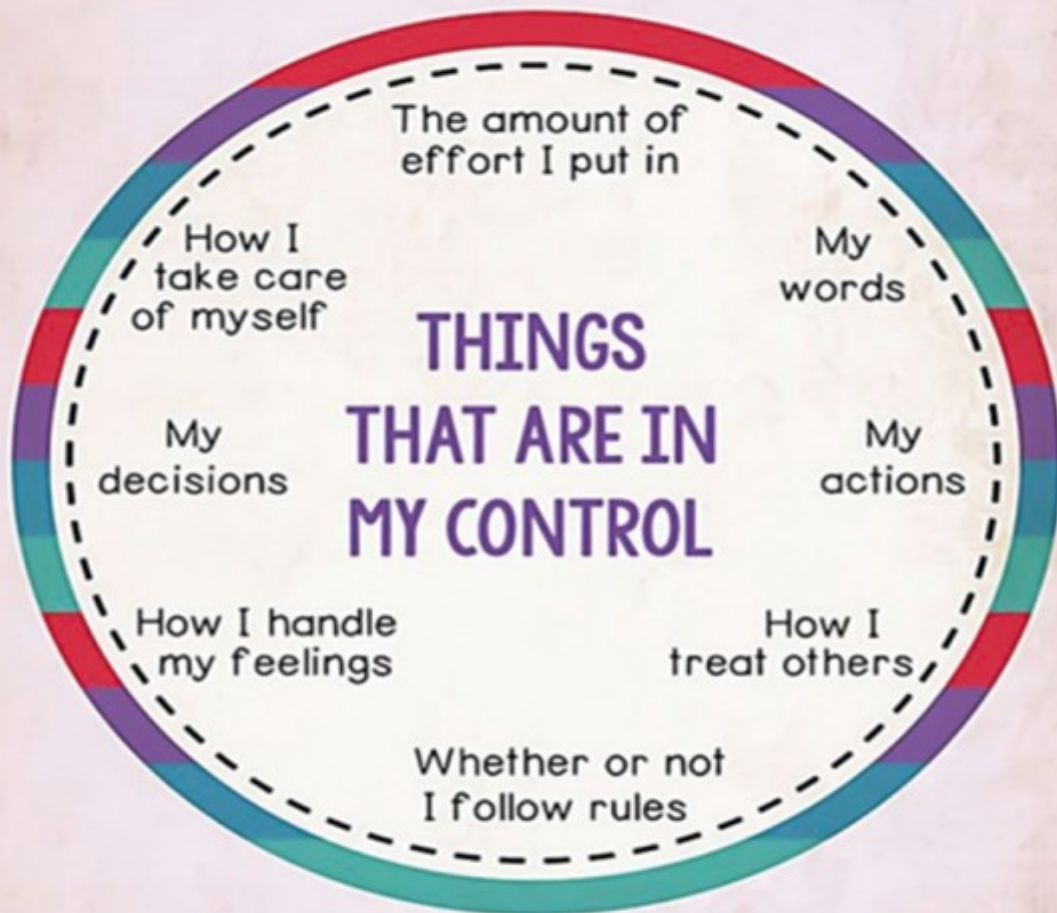 The amount of
effort I put in
My
words
My
actions
How I
treat others
Whether or not
I follow rules
How I handle
my feelings
My
decisions
How I
take care
of myself
THINGS
THAT ARE IN
MY CONTROL